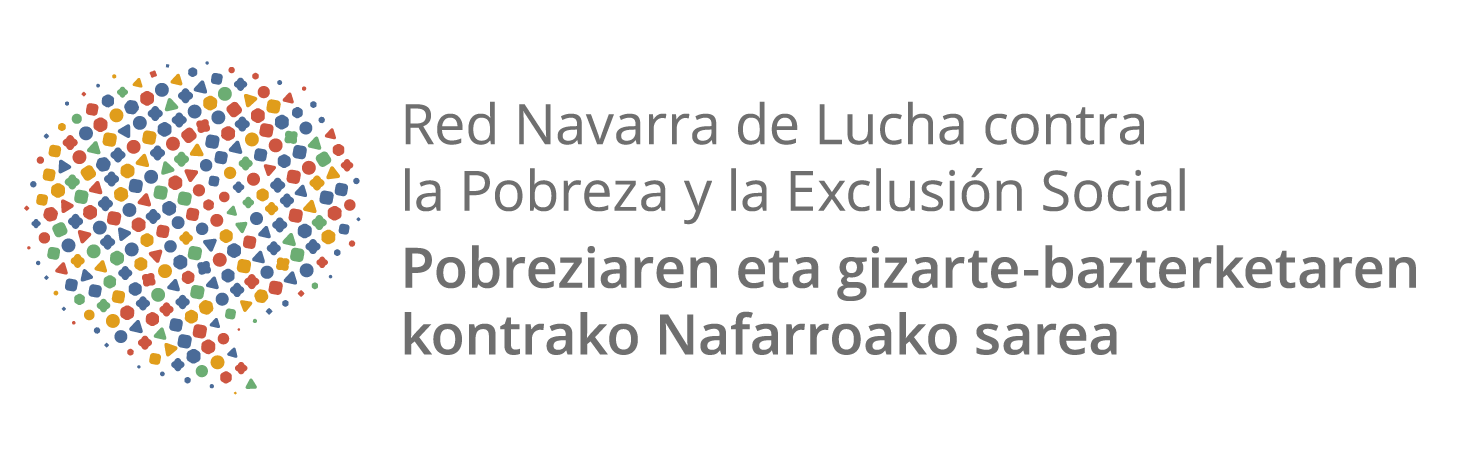 Red Navarra de Lucha contra
la Pobreza y la Exclusión Social
Pobreziaren eta gizarte-bazterketaren
kontrako Nafarroako sarea